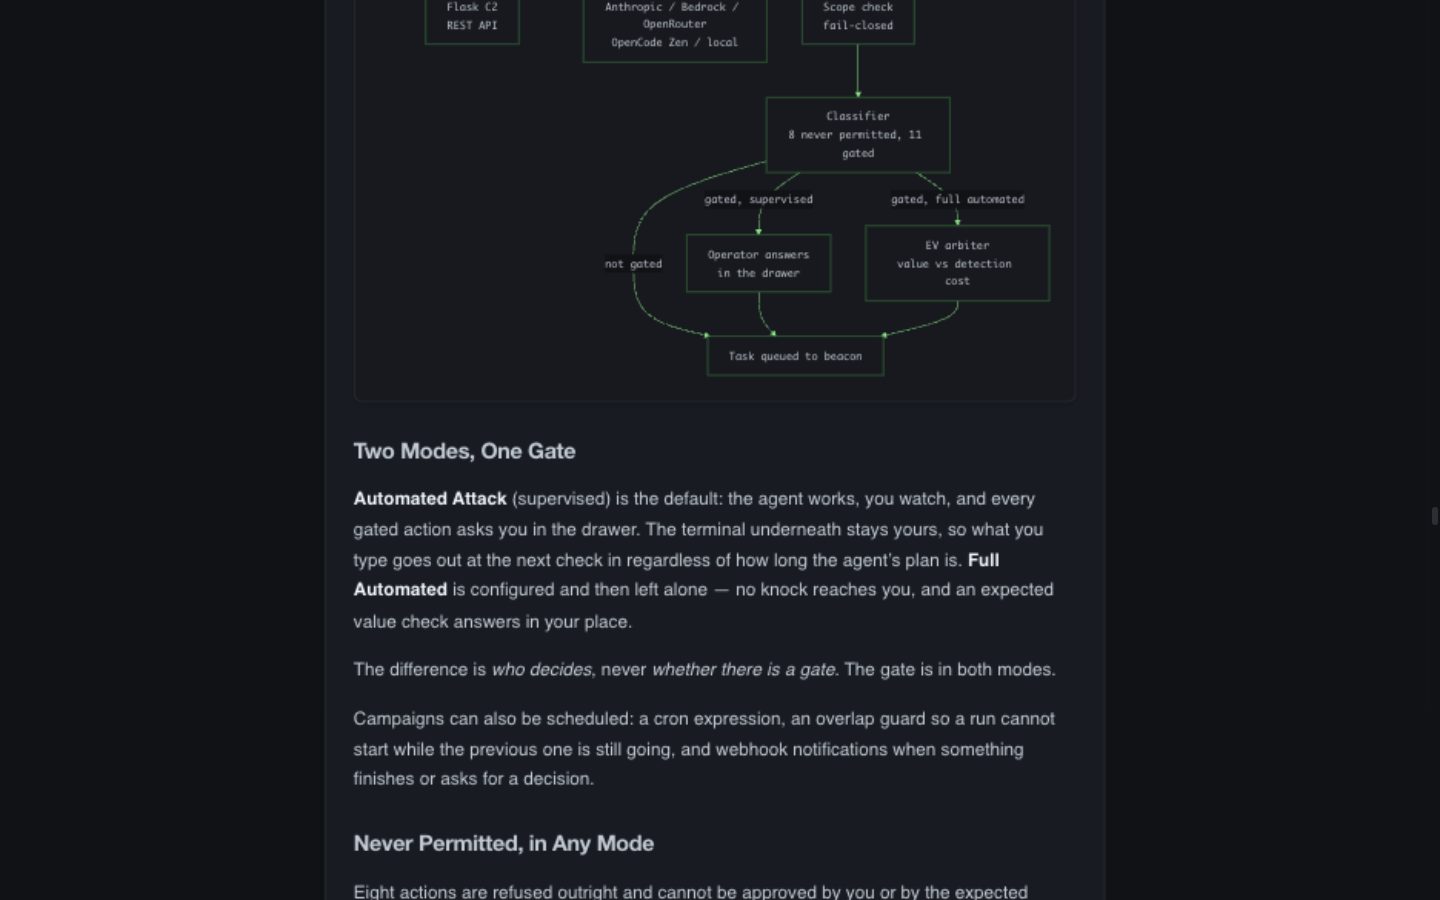 Flask C2
REST API
Anthropic / Bedrock /
OpenRouter
OpenCode Zen / local
Scope check
fail-closed
Classifier
8 never permitted, 11
gated
gated, supervised
gated, full automated
not gated
Operator answers
in the drawer
EV arbiter
value vs detection
cost
Task queued to beacon
Two Modes, One Gate
Automated Attack (supervised) is the default: the agent works, you watch, and every
gated action asks you in the drawer. The terminal underneath stays yours, so what you
type goes out at the next check in regardless of how long the agent’s plan is. Full
Automated is configured and then left alone — no knock reaches you, and an expected
value check answers in your place.
The difference is who decides, never whether there is a gate. The gate is in both modes.
Campaigns can also be scheduled: a cron expression, an overlap guard so a run cannot
start while the previous one is still going, and webhook notifications when something
finishes or asks for a decision.
Never Permitted, in Any Mode
Eight actions are refused outright and cannot be approved by you or by the expected